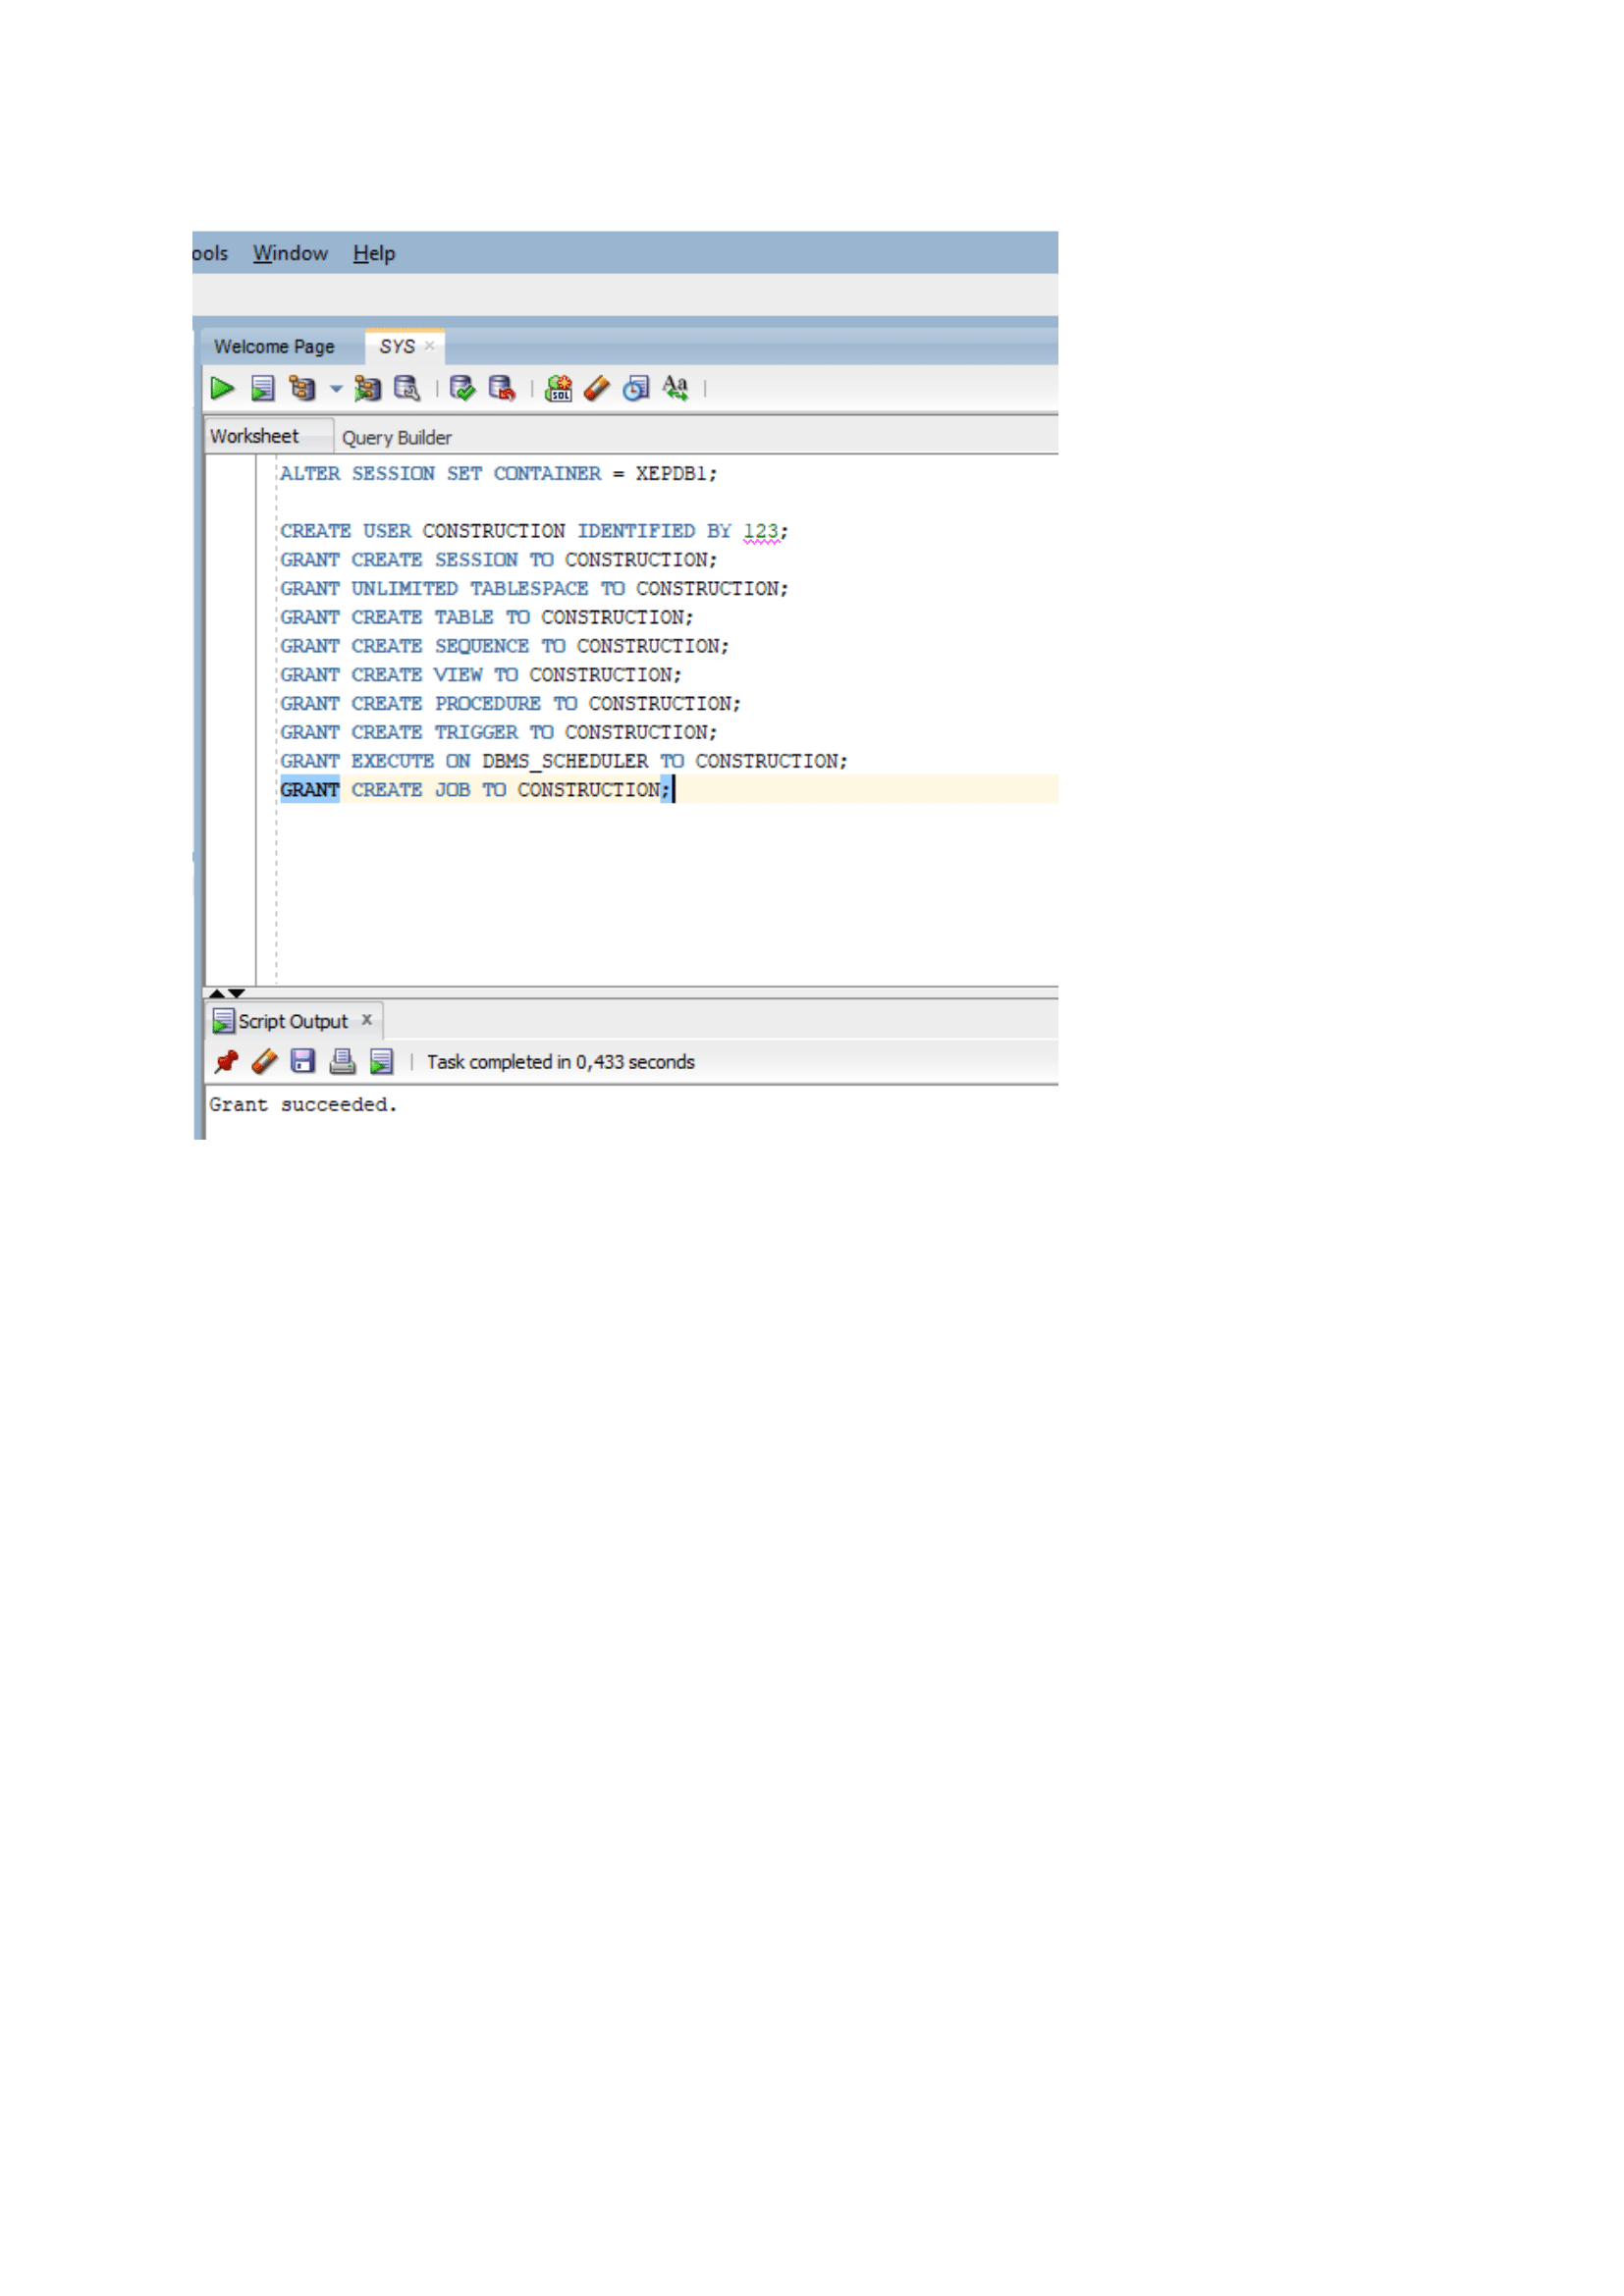 ools Window Help
Welcome Page SYS
Worksheet Query Builder
ALTER SESSION SET CONTAINER = XEPDB1;
CREATE USER CONSTRUCTION IDENTIFIED BY 123;
GRANT CREATE SESSION TO CONSTRUCTION;
GRANT UNLIMITED TABLESPACE TO CONSTRUCTION;
GRANT CREATE TABLE TO CONSTRUCTION;
GRANT CREATE SEQUENCE TO CONSTRUCTION;
GRANT CREATE VIEW TO CONSTRUCTION;
GRANT CREATE PROCEDURE TO CONSTRUCTION;
GRANT CREATE TRIGGER TO CONSTRUCTION;
GRANT EXECUTE ON DBMS_SCHEDULER TO CONSTRUCTION;
GRANT CREATE JOB TO CONSTRUCTION;
Script Output x
Task completed in 0,433 seconds
Grant succeeded.